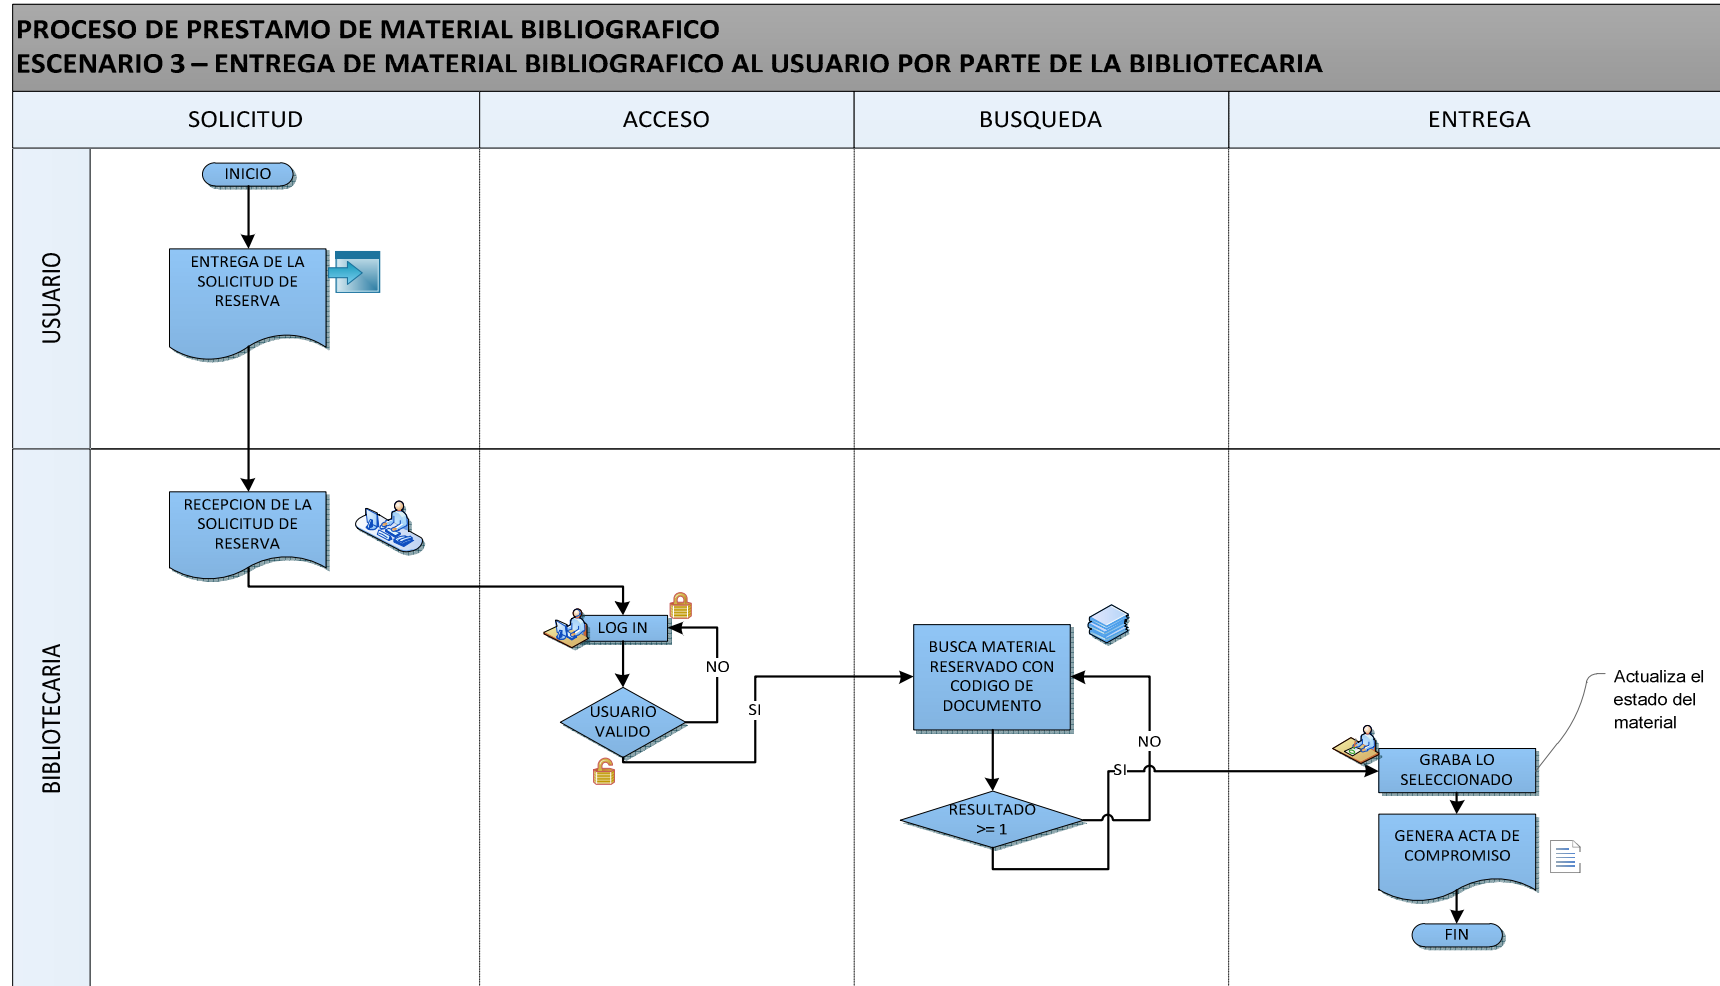 PROCESO DE PRESTAMO DE MATERIAL BIBLIOGRAFICO
ESCENARIO 3 – ENTREGA DE MATERIAL BIBLIOGRAFICO AL USUARIO POR PARTE DE LA BIBLIOTECARIA
SOLICITUD
ACCESO
BUSQUEDA
ENTREGA
USUARIO
INICIO
ENTREGA DE LA
SOLICITUD DE
RESERVA
BIBLIOTECARIA
RECEPCION DE LA
SOLICITUD DE
RESERVA
LOG IN
NO
USUARIO
VALIDO
SI
BUSCA MATERIAL
RESERVADO CON
CODIGO DE
DOCUMENTO
NO
RESULTADO
>= 1
SI
Actualiza el
estado del
material
GRABA LO
SELECCIONADO
GENERA ACTA DE
COMPROMISO
FIN